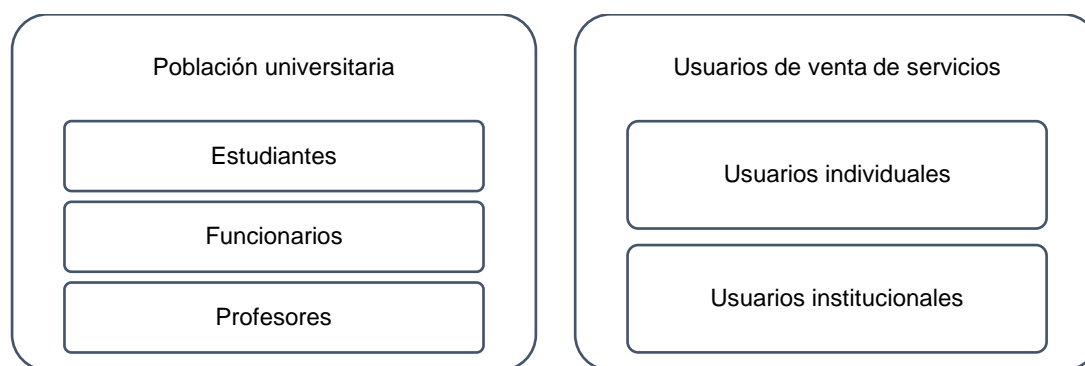 Población universitaria
Estudiantes
Funcionarios
Profesores
Usuarios de venta de servicios
Usuarios individuales
Usuarios institucionales